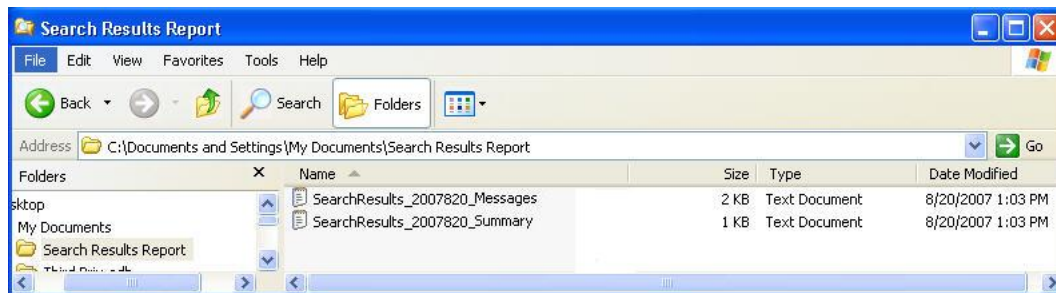 Search Results Report
File Edit View Favorites Tools Help
Back Search Folders
Address C:\Documents and Settings\My Documents\Search Results Report Go
Folders X Name Size Type Date Modified
sktop SearchResults_2007820_Messages 2 KB Text Document 8/20/2007 1:03 PM
My Documents SearchResults_2007820_Summary 1 KB Text Document 8/20/2007 1:03 PM
Search Results Report